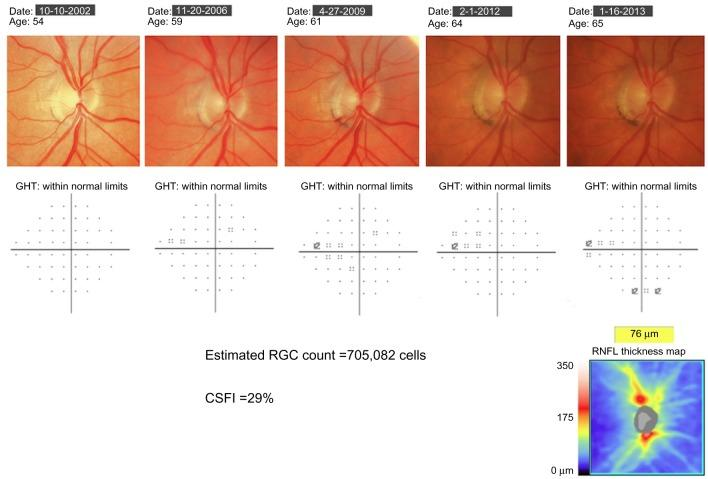 Date: 10-10-2002
Age: 54
Date: 11-20-2006
Age: 59
Date: 4-27-2009
Age: 61
Date: 2-1-2012
Age: 64
Date: 1-16-2013
Age: 65
GHT: within normal limits
GHT: within normal limits
GHT: within normal limits
GHT: within normal limits
GHT: within normal limits
Estimated RGC count =705,082 cells
CSFI =29%
76 µm
RNFL thickness map
350
175
0 µm